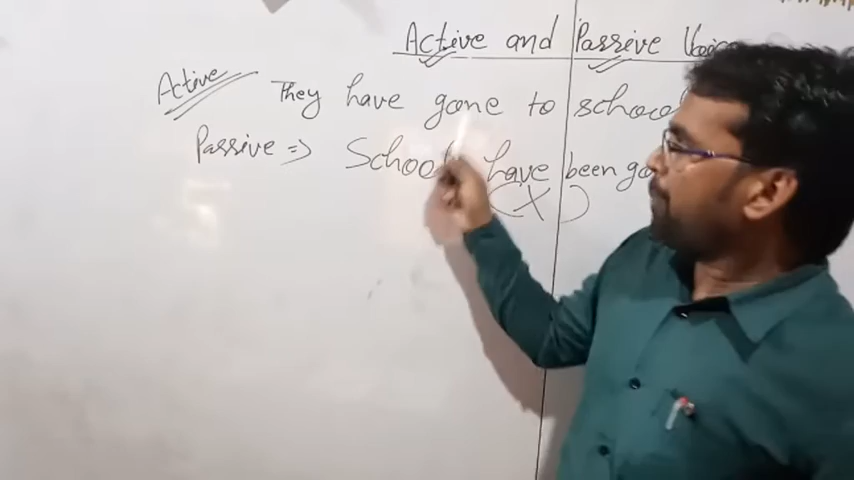 Active and Passive Voice
Active They have gone to school
Passive => School have been go
(X)